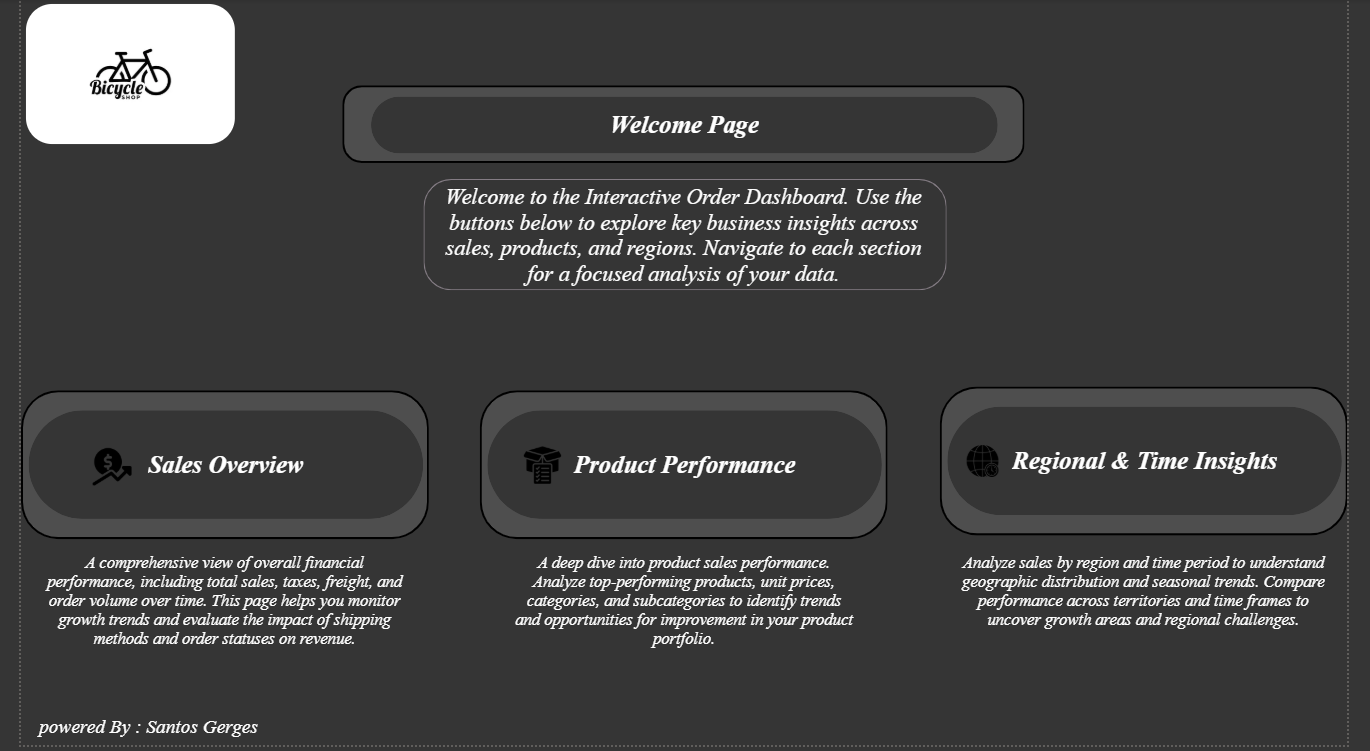 Bicycle
SHOP
Welcome Page
Welcome to the Interactive Order Dashboard. Use the
buttons below to explore key business insights across
sales, products, and regions. Navigate to each section
for a focused analysis of your data.
Sales Overview
Product Performance
Regional & Time Insights
A comprehensive view of overall financial
performance, including total sales, taxes, freight, and
order volume over time. This page helps you monitor
growth trends and evaluate the impact of shipping
methods and order statuses on revenue.
A deep dive into product sales performance.
Analyze top-performing products, unit prices,
categories, and subcategories to identify trends
and opportunities for improvement in your product
portfolio.
Analyze sales by region and time period to understand
geographic distribution and seasonal trends. Compare
performance across territories and time frames to
uncover growth areas and regional challenges.
powered By : Santos Gerges